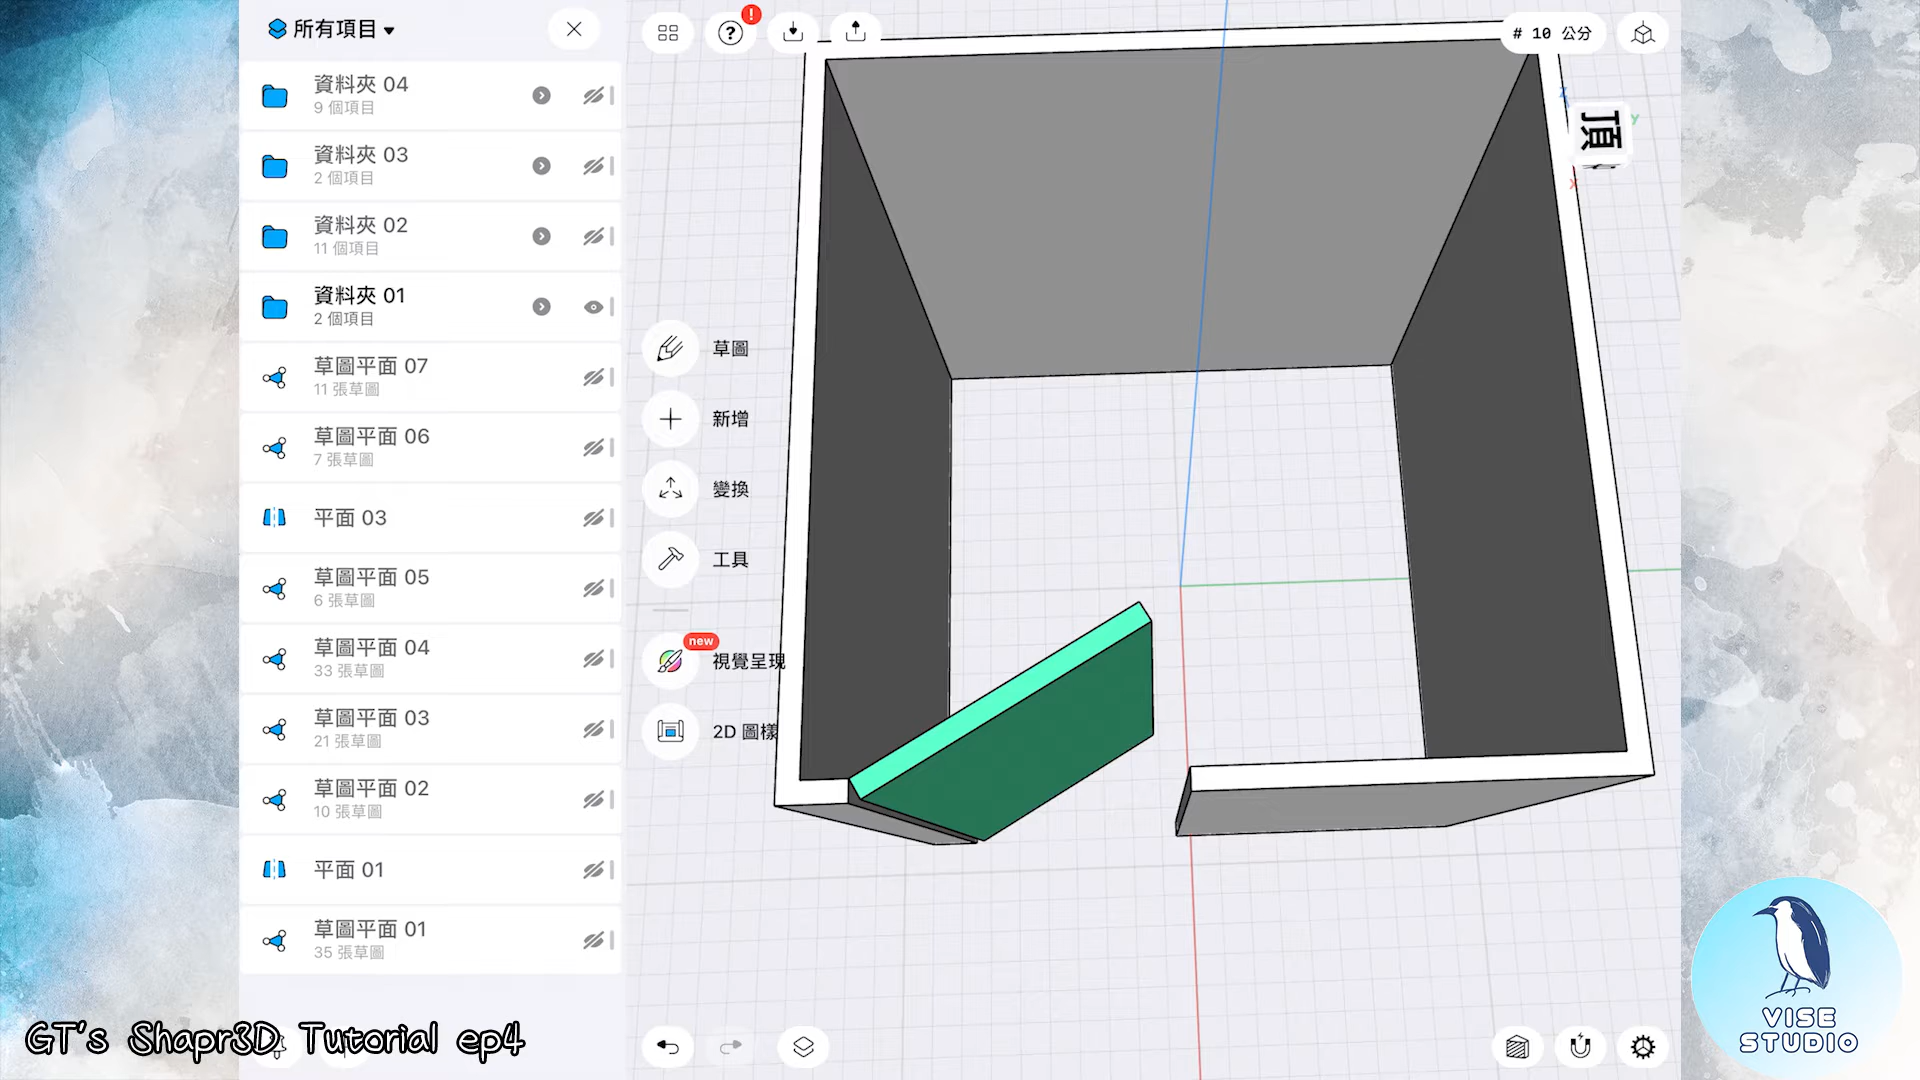 所有項目
資料夾 04
9 個項目
資料夾 03
2 個項目
資料夾 02
11 個項目
資料夾 01
2 個項目
草圖平面 07
11 張草圖
草圖平面 06
7 張草圖
平面 03
草圖平面 05
6 張草圖
草圖平面 04
33 張草圖
草圖平面 03
21 張草圖
草圖平面 02
10 張草圖
平面 01
草圖平面 01
35 張草圖
草圖
新增
變換
工具
new
視覺呈現
2D 圖樣
# 10 公分
Z
頂
y
x
GT's Shapr3D Tutorial ep4
VISE
STUDIO